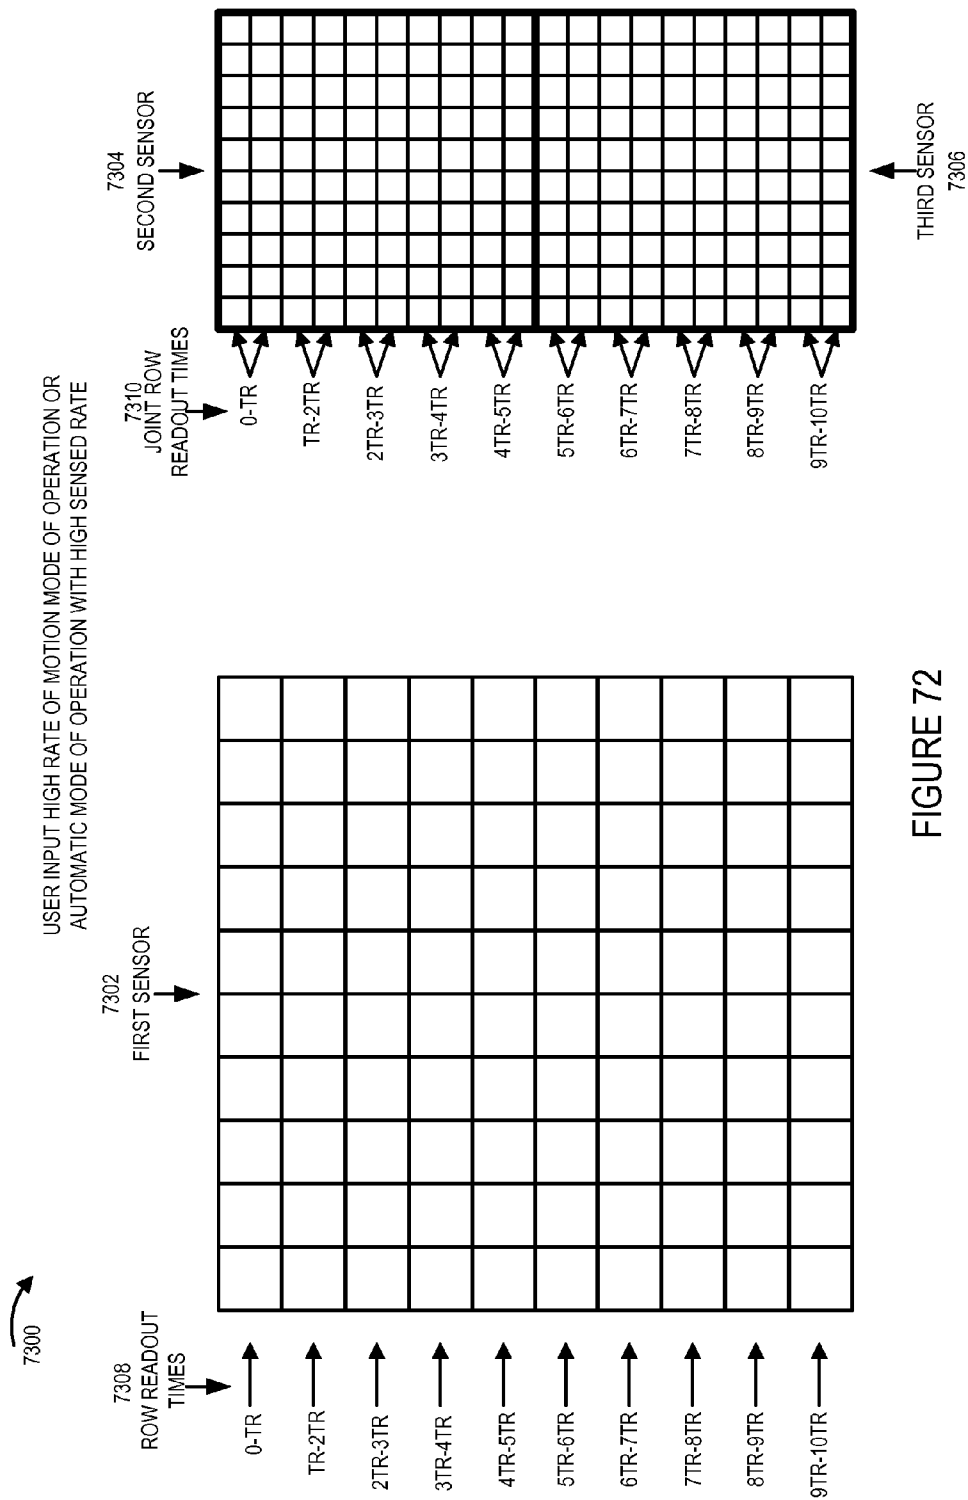 7300
USER INPUT HIGH RATE OF MOTION MODE OF OPERATION OR
AUTOMATIC MODE OF OPERATION WITH HIGH SENSED RATE
7308
ROW READOUT
TIMES
0-TR
TR-2TR
2TR-3TR
3TR-4TR
4TR-5TR
5TR-6TR
6TR-7TR
7TR-8TR
8TR-9TR
9TR-10TR
7302
FIRST SENSOR
7310
JOINT ROW
READOUT TIMES
0-TR
TR-2TR
2TR-3TR
3TR-4TR
4TR-5TR
5TR-6TR
6TR-7TR
7TR-8TR
8TR-9TR
9TR-10TR
7304
SECOND SENSOR
THIRD SENSOR
7306
FIGURE 72